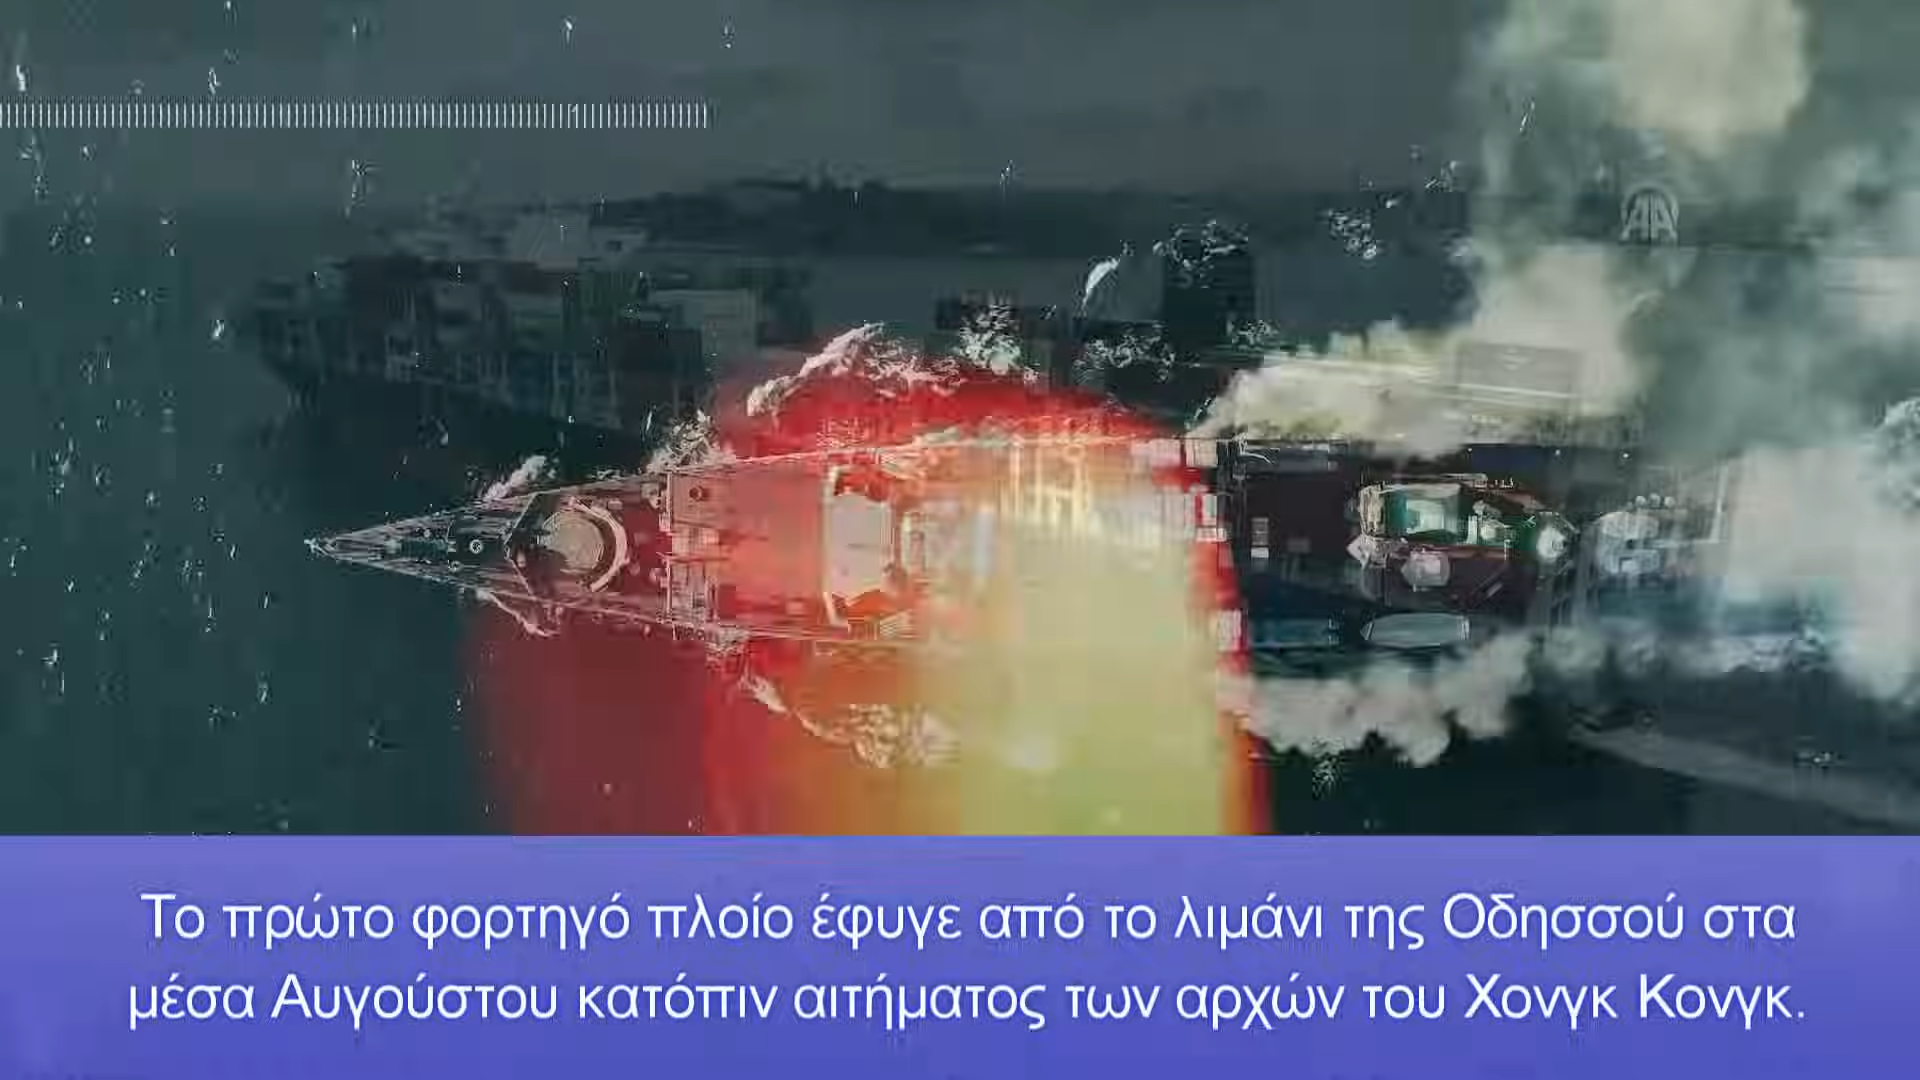 AA
Το πρώτο φορτηγό πλοίο έφυγε από το λιμάνι της Οδησσού στα
μέσα Αυγούστου κατόπιν αιτήματος των αρχών του Χονγκ Κονγκ.